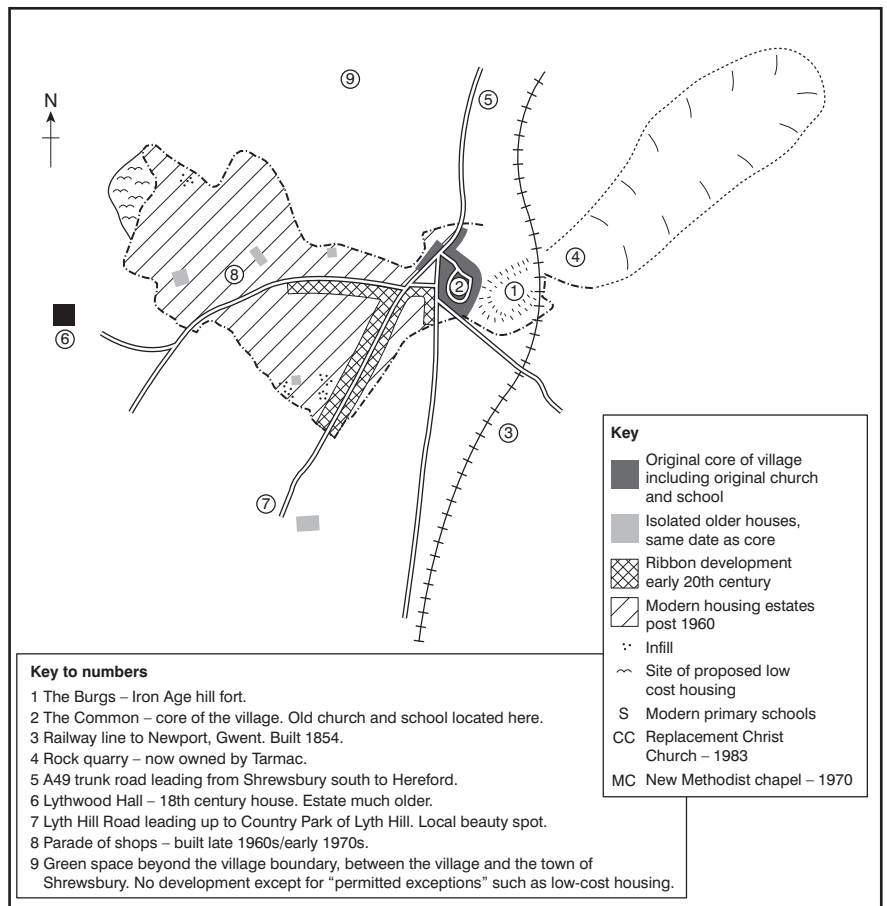 N
⑨
⑤
④
⑧
②
①
⑥
③
⑦
Key
Original core of village
including original church
and school
Isolated older houses,
same date as core
Ribbon development
early 20th century
Modern housing estates
post 1960
Infill
Site of proposed low
cost housing
S Modern primary schools
CC Replacement Christ
Church – 1983
MC New Methodist chapel – 1970
Key to numbers
1 The Burgs – Iron Age hill fort.
2 The Common – core of the village. Old church and school located here.
3 Railway line to Newport, Gwent. Built 1854.
4 Rock quarry – now owned by Tarmac.
5 A49 trunk road leading from Shrewsbury south to Hereford.
6 Lythwood Hall – 18th century house. Estate much older.
7 Lyth Hill Road leading up to Country Park of Lyth Hill. Local beauty spot.
8 Parade of shops – built late 1960s/early 1970s.
9 Green space beyond the village boundary, between the village and the town of
Shrewsbury. No development except for “permitted exceptions” such as low-cost housing.